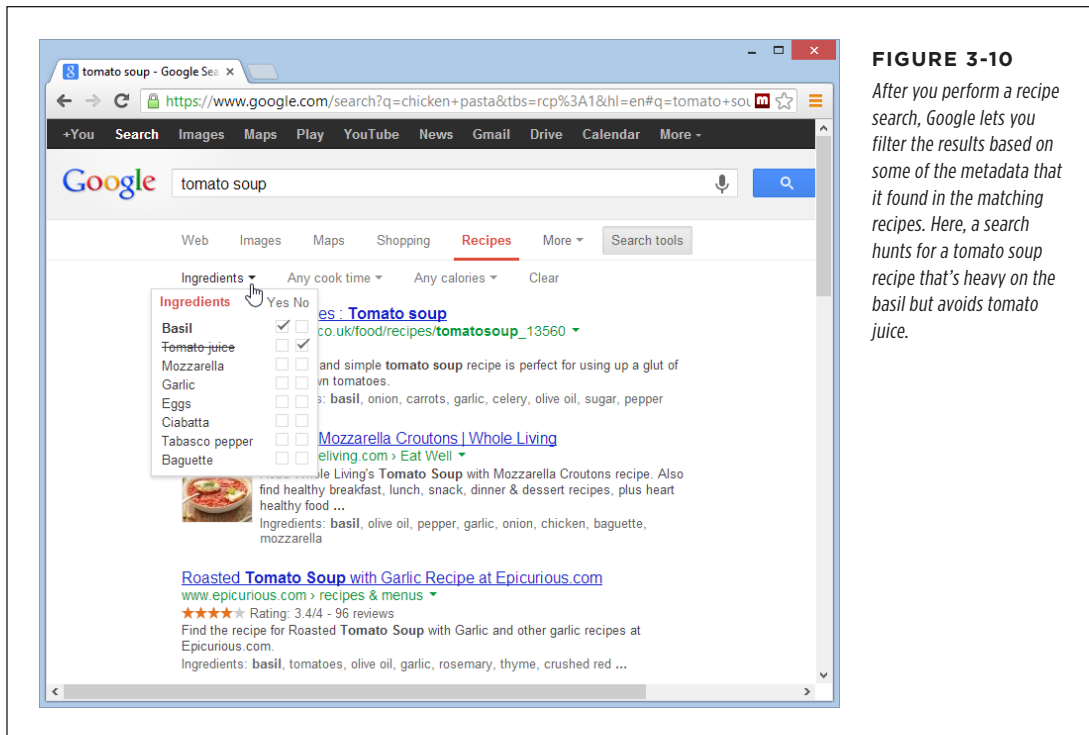 tomato soup - Google Sea
https://www.google.com/search?q=chicken+pasta&tbs=rcp%3A1&hl=en#q=tomato+sou
+You Search Images Maps Play YouTube News Gmail Drive Calendar More
Google tomato soup
Web Images Maps Shopping Recipes More Search tools
Ingredients Any cook time Any calories Clear
Ingredients Yes No
Basil
Tomato juice
Mozzarella
Garlic
Eggs
Ciabatta
Tabasco pepper
Baguette
es : Tomato soup
co.uk/food/recipes/tomatosoup_13560
and simple tomato soup recipe is perfect for using up a glut of
wn tomatoes.
s: basil, onion, carrots, garlic, celery, olive oil, sugar, pepper
Mozzarella Croutons | Whole Living
eliving.com › Eat Well
Living's Tomato Soup with Mozzarella Croutons recipe. Also
find healthy breakfast, lunch, snack, dinner & dessert recipes, plus heart
healthy food ...
Ingredients: basil, olive oil, pepper, garlic, onion, chicken, baguette,
mozzarella
Roasted Tomato Soup with Garlic Recipe at Epicurious.com
www.epicurious.com › recipes & menus
Rating: 3.4/4 - 96 reviews
Find the recipe for Roasted Tomato Soup with Garlic and other garlic recipes at
Epicurious.com.
Ingredients: basil, tomatoes, olive oil, garlic, rosemary, thyme, crushed red ...
FIGURE 3-10
After you perform a recipe
search, Google lets you
filter the results based on
some of the metadata that
it found in the matching
recipes. Here, a search
hunts for a tomato soup
recipe that's heavy on the
basil but avoids tomato
juice.